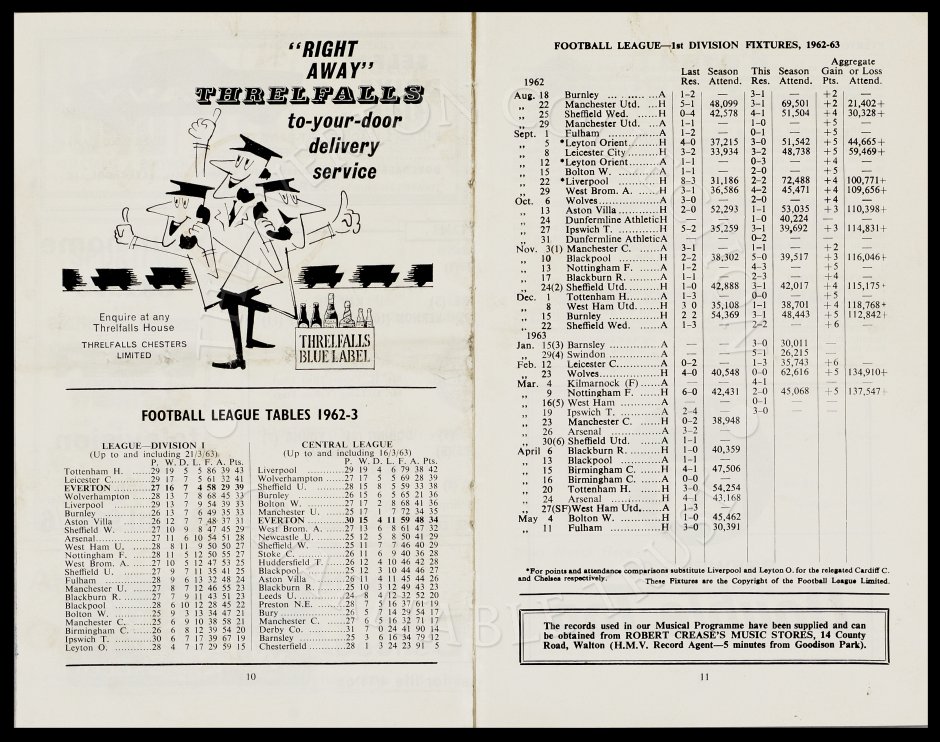 "RIGHT
AWAY"
THRELFALLS
to-your-door
delivery
service
Enquire at any
Threlfalls House
THRELFALLS CHESTERS
LIMITED
THRELFALLS
BLUE LABEL
FOOTBALL LEAGUE TABLES 1962-3
LEAGUE—DIVISION I
(Up to and including 21/3/63)
P. W. D. L. F. A. Pts.
Tottenham H. .....29 19 5 5 86 39 43
Leicester C........29 17 7 5 61 32 41
EVERTON ..........27 16 7 4 58 29 39
Wolverhampton ...28 13 7 8 68 45 33
Liverpool .........29 13 7 9 54 39 33
Burnley ...........26 13 7 6 49 35 33
Aston Villa .......26 12 7 7 48 37 31
Sheffield W. ......27 10 9 8 47 45 29
Arsenal............27 11 6 10 54 51 28
West Ham U. .....28 8 11 9 50 50 27
Nottingham F. ....28 11 5 12 50 55 27
West Brom. A. ....27 10 5 12 47 53 25
Sheffield U. .......27 9 7 11 35 41 25
Fulham ............28 9 6 13 32 48 24
Manchester U. ....27 8 7 12 46 55 23
Blackburn R. ......27 7 9 11 43 51 23
Blackpool .........28 6 10 12 28 45 22
Bolton W. .........25 9 3 13 34 47 21
Manchester C. ....25 6 9 10 38 58 21
Birmingham C. ...26 6 8 12 39 54 20
Ipswich T. ........30 6 7 17 39 67 19
Leyton O. .........28 4 7 17 29 59 15
CENTRAL LEAGUE
(Up to and including 16/3/63)
P. W. D. L. F. A. Pts.
Liverpool ..........29 19 4 6 79 38 42
Wolverhampton ...27 17 5 5 69 28 39
Sheffield U. .......28 15 8 5 59 33 38
Burnley ...........26 15 6 5 65 21 36
Bolton W. .........27 17 2 8 68 41 36
Manchester U. ....25 17 1 7 72 34 35
EVERTON .........30 15 4 11 59 48 34
West Brom. A. ....27 13 6 8 61 47 32
Newcastle U. ......25 12 5 8 50 41 29
Sheffield W. .......25 11 7 7 46 40 29
Stoke C. ...........26 11 6 9 40 36 28
Huddersfield T. ...26 12 4 10 46 42 28
Blackpool..........25 12 3 10 44 46 27
Aston Villa ........26 11 4 11 45 44 26
Blackburn R. ......25 10 3 12 49 43 23
Leeds U. ..........24 8 4 12 32 52 20
Preston N.E. ......28 7 5 16 37 61 19
Bury ...............26 5 7 14 29 54 17
Manchester C. ....27 6 5 16 32 71 17
Derby Co. .........31 7 0 24 41 90 14
Barnsley ..........25 3 6 16 34 79 12
Chesterfield .......28 1 3 24 23 91 5
10
FOOTBALL LEAGUE—1st DIVISION FIXTURES, 1962-63
Aggregate
Last Season This Season Gain or Loss
1962 Res. Attend. Res. Attend. Pts. Attend.
Aug. 18 Burnley ... A 1–2 — 3–1 — +2 —
,, 22 Manchester Utd. ...H 5–1 48,099 3–1 69,501 +2 21,402+
,, 25 Sheffield Wed. ......H 0–4 42,578 4–1 51,504 +4 30,328+
,, 29 Manchester Utd. ...A 1–1 — 1–0 — +5 —
Sept. 1 Fulham ............A 1–2 — 0–1 — +5 —
,, 5 *Leyton Orient.........H 4–0 37,215 3–0 51,542 +5 44,665+
,, 8 Leicester City.........H 3–2 33,934 3–2 48,738 +5 59,469+
,, 12 *Leyton Orient.........A 1–1 — 0–3 +4 —
,, 15 Bolton W. ............A 1–1 — 2–0 — +5
,, 22 *Liverpool ............H 8–3 31,186 2–2 72,488 +4 100,771+
,, 29 West Brom. A. ......H 3–1 36,586 4–2 45,471 +4 109,656+
Oct. 6 Wolves...............A 3–0 — 2–0 — +4 —
,, 13 Aston Villa ............H 2–0 52,293 1–1 53,035 +3 110,398+
,, 24 Dunfermline Athletic H — 1–0 40,224 —
,, 27 Ipswich T. ............H 5–2 35,259 3–1 39,692 +3 114,831+
,, 31 Dunfermline Athletic A — 0–2 —
Nov. 3(1) Manchester C. ......A 3–1 — 1–1 — +2 —
,, 10 Blackpool ............H 2–2 38,302 5–0 39,517 +3 116,046+
,, 13 Nottingham F. ......A 1–2 — 4–3 +5 —
,, 17 Blackburn R. .........A 1–1 — 2–3 — +4
,, 24(2) Sheffield Utd. ......H 1–0 42,888 3–1 42,017 +4 115,175+
Dec. 1 Tottenham H.........A 1–3 — 0–0 — +5
,, 8 West Ham Utd. ......H 3 0 35,108 1–1 38,701 +4 118,768+
,, 15 Burnley ...............H 2 2 54,369 3–1 48,443 +5 112,842+
,, 22 Sheffield Wed. ......A 1–3 — 2–2 — +6 —
1963
Jan. 15(3) Barnsley ...............A 3–0 30,011 —
,, 29(4) Swindon ...............A 5–1 26,215 —
Feb. 12 Leicester C............A 0–2 — 1–3 35,743 +6 —
,, 23 Wolves...............H 4–0 40,548 0–0 62,616 +5 134,910+
Mar. 4 Kilmarnock (F) ......A 4–1 —
,, 9 Nottingham F. ......H 6–0 42,431 2–0 45,068 +5 137,547+
,, 16(5) West Ham ............A 0–1 —
,, 19 Ipswich T. ............A 2–4 — 3–0 —
,, 23 Manchester C. ......H 0–2 38,948
,, 26 Arsenal ...............A 3–2 —
,, 30(6) Sheffield Utd. ......A 1–1 —
April 6 Blackburn R. .........H 1–0 40,359
,, 13 Blackpool ............A 1–1 —
,, 15 Birmingham C. ......H 4–1 47,506
,, 16 Birmingham C. ......A 0–0 —
,, 20 Tottenham H. ......H 3–0 54,254
,, 24 Arsenal ...............H 4–1 43,168
,, 27(SF)West Ham Utd.......A 1–3 —
May 4 Bolton W. ............H 1–0 45,462
,, 11 Fulham ...............H 3–0 30,391
*For points and attendance comparisons substitute Liverpool and Leyton O. for the relegated Cardiff C.
and Chelsea respectively. These Fixtures are the Copyright of the Football League Limited.
The records used in our Musical Programme have been supplied and can
be obtained from ROBERT CREASE'S MUSIC STORES, 14 County
Road, Walton (H.M.V. Record Agent—5 minutes from Goodison Park).
11